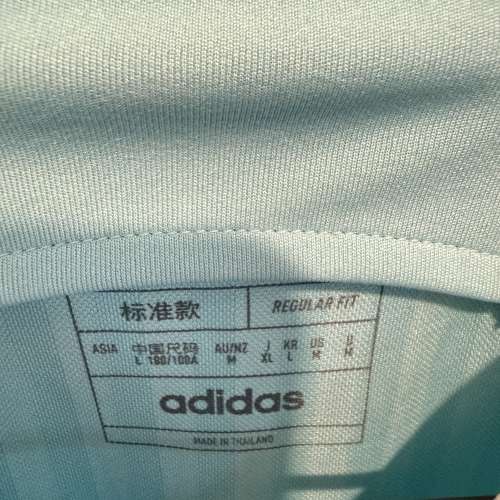 标准款 REGULAR FIT
ASIA 中国尺码 AU/NZ J KR US U
L 180/100A M XL L M M
adidas
MADE IN THAILAND